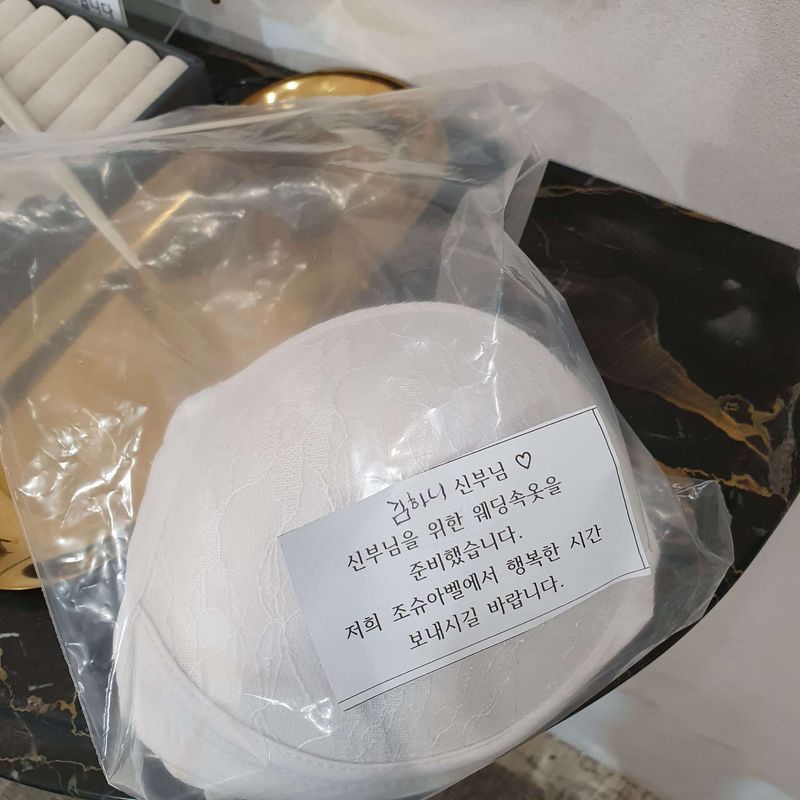 니다.
김하니 신부님 ♡
신부님을 위한 웨딩속옷을
준비했습니다.
저희 조슈아벨에서 행복한 시간
보내시길 바랍니다.